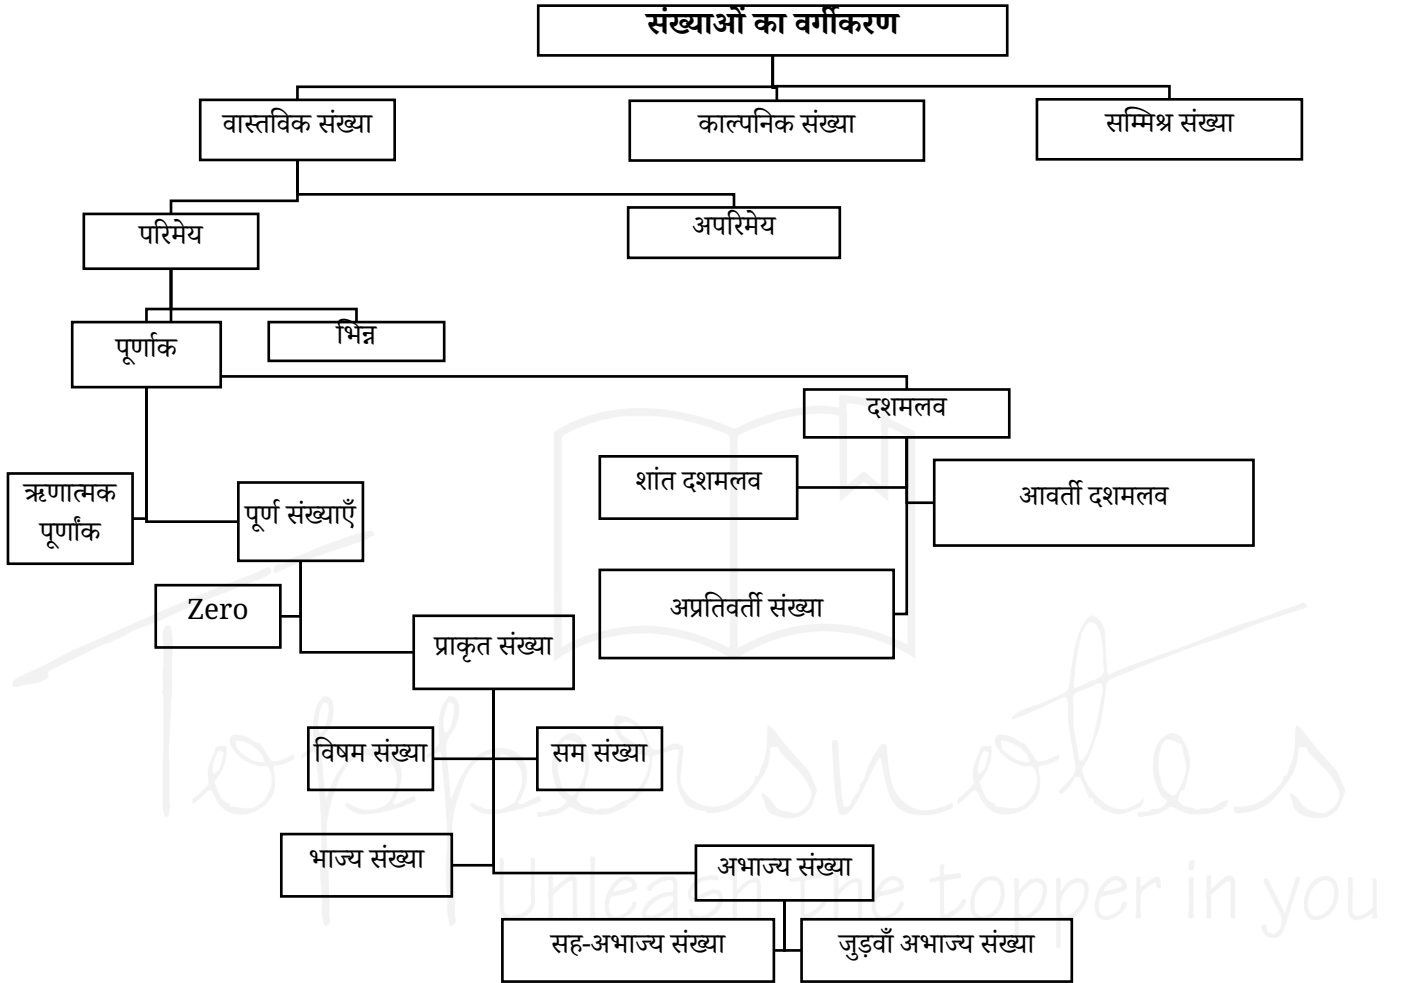 संख्याओं का वर्गीकरण
वास्तविक संख्या
काल्पनिक संख्या
सम्मिश्र संख्या
परिमेय
अपरिमेय
पूर्णाक
भिन्न
दशमलव
शांत दशमलव
आवर्ती दशमलव
ऋणात्मक
पूर्णांक
पूर्ण संख्याएँ
Zero
अप्रतिवर्ती संख्या
प्राकृत संख्या
विषम संख्या
सम संख्या
भाज्य संख्या
अभाज्य संख्या
सह-अभाज्य संख्या
जुड़वाँ अभाज्य संख्या
Toppersnotes
Unleash the topper in you